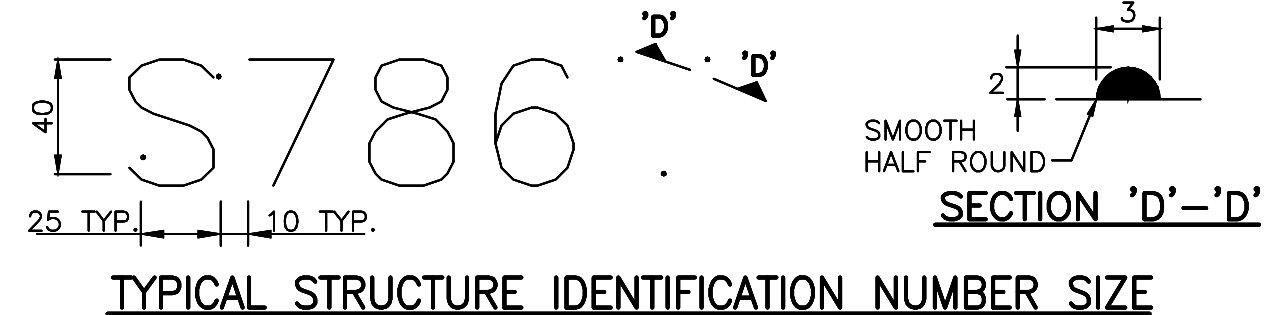 'D'
'D'
S786
40
25 TYP.
10 TYP.
3
2
SMOOTH
HALF ROUND
SECTION 'D'-'D'
TYPICAL STRUCTURE IDENTIFICATION NUMBER SIZE